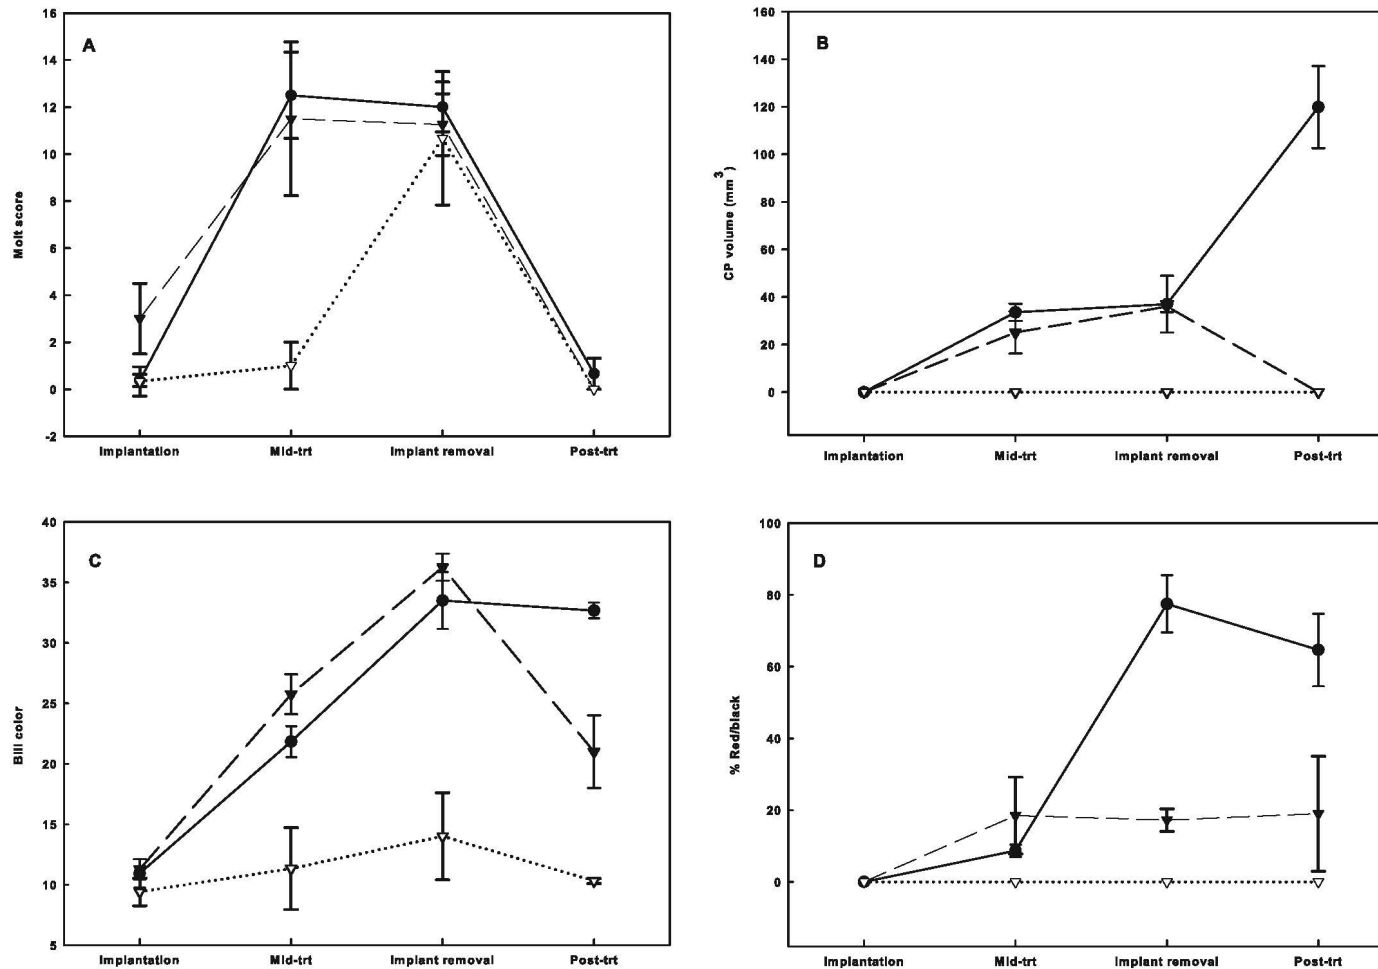 A
16
14
12
10
8
6
4
2
0
-2
Molt score
Implantation Mid-trt Implant removal Post-trt
B
160
140
120
100
80
60
40
20
0
CP volume (mm³)
Implantation Mid-trt Implant removal Post-trt
C
40
35
30
25
20
15
10
5
Bill color
Implantation Mid-trt Implant removal Post-trt
D
100
80
60
40
20
0
% Red/black
Implantation Mid-trt Implant removal Post-trt